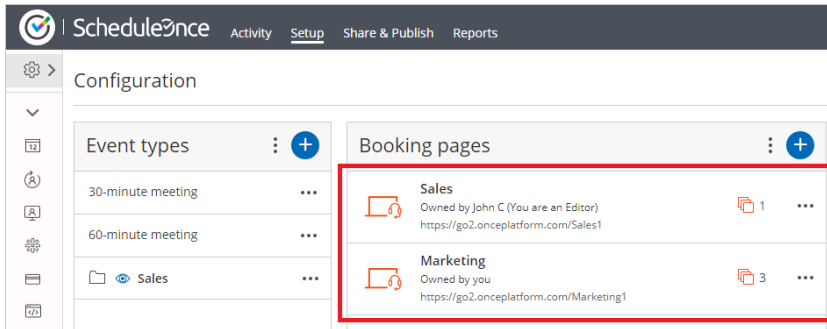 ScheduleOnce Activity Setup Share & Publish Reports
Configuration
Event types
30-minute meeting
60-minute meeting
Sales
Booking pages
Sales
Owned by John C (You are an Editor)
https://go2.onceplatform.com/Sales1
1
Marketing
Owned by you
https://go2.onceplatform.com/Marketing1
3
12